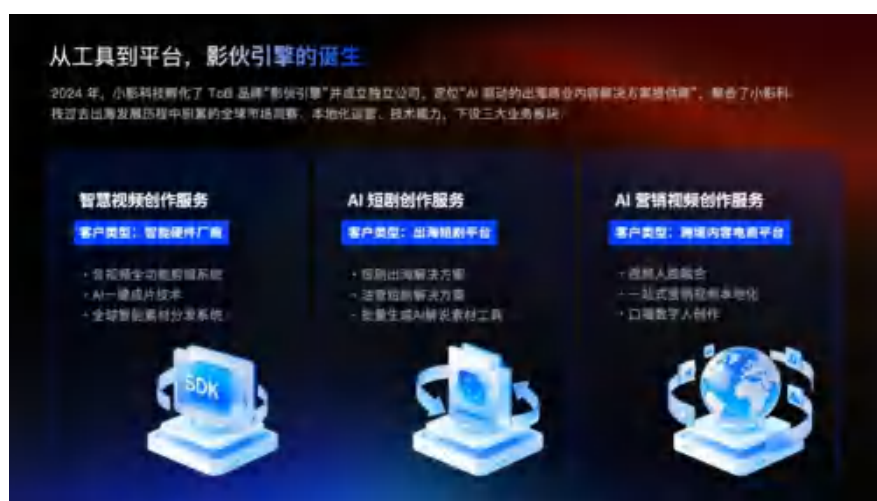 从工具到平台，影伙引擎的诞生
2024 年，小影科技孵化了 ToB 品牌"影伙引擎"并成立独立公司，定位"AI 驱动的出海商业内容解决方案提供商"，整合了小影科
技过去出海发展历程中积累的全球市场洞察、本地化运营、技术能力，下设三大业务板块：
智慧视频创作服务
客户类型：智能硬件厂商
· 音视频全功能剪辑系统
· AI一键成片技术
· 全球智能素材分发系统
SDK
AI 短剧创作服务
客户类型：出海短剧平台
· 短剧出海解决方案
· 运营短剧解决方案
· 批量生成AI解说素材工具
AI 营销视频创作服务
客户类型：跨境内容电商平台
· 一站式营销视频本地化
· 口播数字人创作